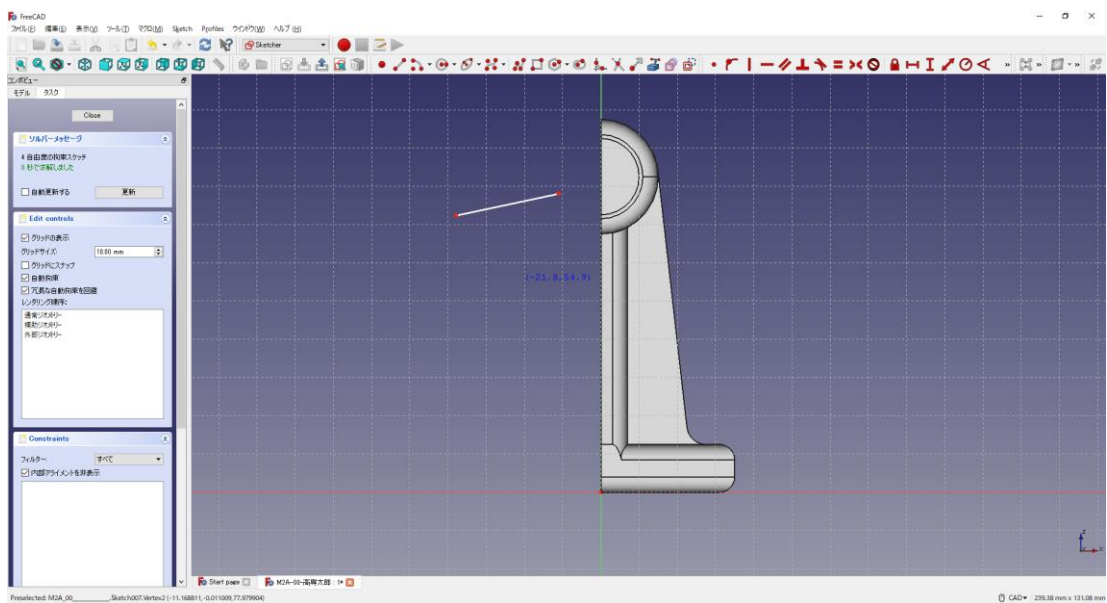 FreeCAD
ファイル(F) 編集(E) 表示(V) ツール(T) マクロ(M) Sketch Profiles ウィンドウ(W) ヘルプ(H)
Sketcher
コンボビュー
モデル タスク
Close
ソルバーメッセージ
4 自由度の拘束スケッチ
0 秒で求解しました
自動更新する 更新
Edit controls
グリッドの表示
グリッドサイズ: 10.00 mm
グリッドにスナップ
自動拘束
冗長な自動拘束を回避
レンダリング順序:
通常ジオメトリー
補助ジオメトリー
外部ジオメトリー
Constraints
フィルター すべて
内部アライメントを非表示
(-21.8,54.9)
Z
X
Start page M2A-00-高専太郎 : 1*
Preselected: M2A_00_______.Sketch007.Vertex2 (-11.168811,-0.011009,77.979904)
CAD 239.38 mm x 131.08 mm